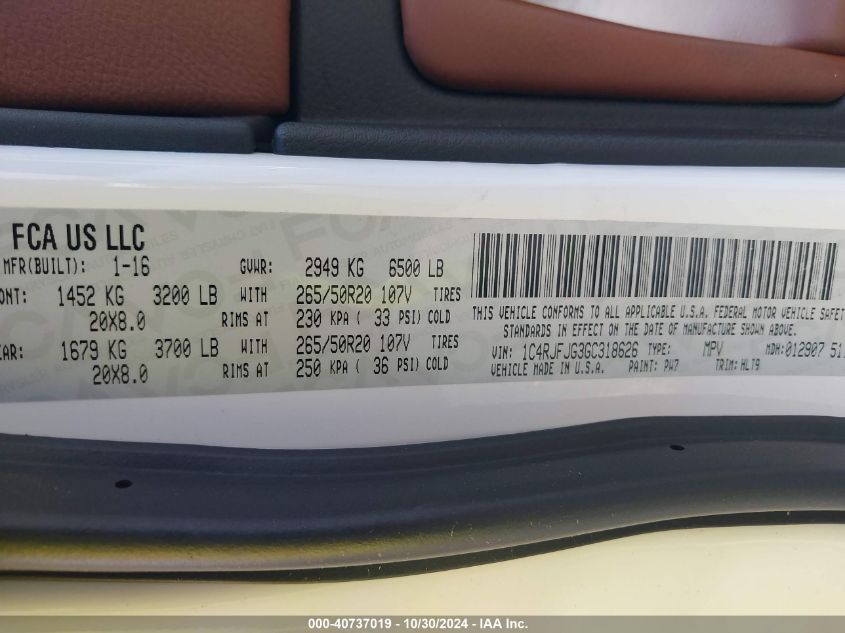 FCA US LLC
MFR(BUILT): 1-16 GVWR: 2949 KG 6500 LB
ONT: 1452 KG 3200 LB WITH 265/50R20 107V TIRES
20X8.0 RIMS AT 230 KPA ( 33 PSI) COLD
EAR: 1679 KG 3700 LB WITH 265/50R20 107V TIRES
20X8.0 RIMS AT 250 KPA ( 36 PSI) COLD
THIS VEHICLE CONFORMS TO ALL APPLICABLE U.S.A. FEDERAL MOTOR VEHICLE SAFET
STANDARDS IN EFFECT ON THE DATE OF MANUFACTURE SHOWN ABOVE.
VIN: 1C4RJFJG3GC318626 TYPE: MPV MDH:012907 51
VEHICLE MADE IN U.S.A. PAINT: PW7 TRIM: HLT9
000-40737019 - 10/30/2024 - IAA Inc.